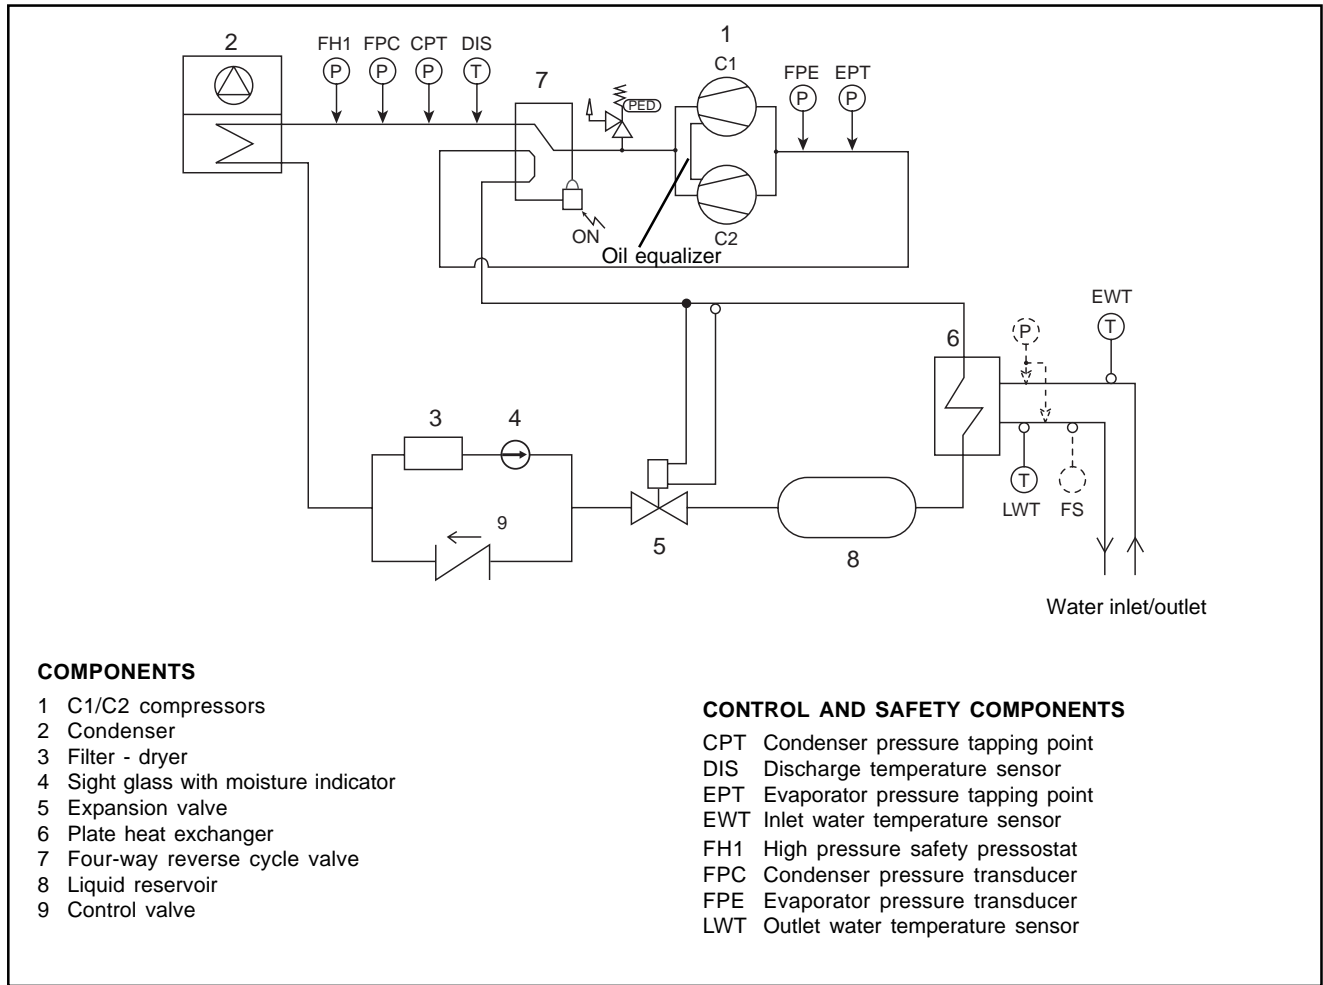 1
2
FH1 FPC CPT DIS
C1
P P P T
7
PED
FPE EPT
P P
C2
ON
Oil equalizer
EWT
T
P
6
3 4
T
LWT FS
9
5
8
Water inlet/outlet
COMPONENTS
1 C1/C2 compressors
2 Condenser
3 Filter - dryer
4 Sight glass with moisture indicator
5 Expansion valve
6 Plate heat exchanger
7 Four-way reverse cycle valve
8 Liquid reservoir
9 Control valve
CONTROL AND SAFETY COMPONENTS
CPT Condenser pressure tapping point
DIS Discharge temperature sensor
EPT Evaporator pressure tapping point
EWT Inlet water temperature sensor
FH1 High pressure safety pressostat
FPC Condenser pressure transducer
FPE Evaporator pressure transducer
LWT Outlet water temperature sensor